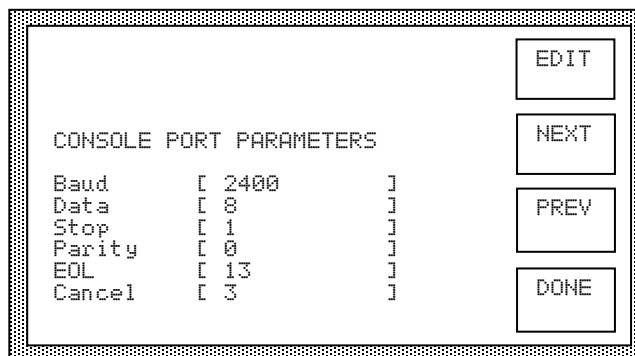 EDIT
CONSOLE PORT PARAMETERS
NEXT
Baud [ 2400 ]
Data [ 8 ]
Stop [ 1 ]
Parity [ 0 ]
EOL [ 13 ]
Cancel [ 3 ]
PREV
DONE